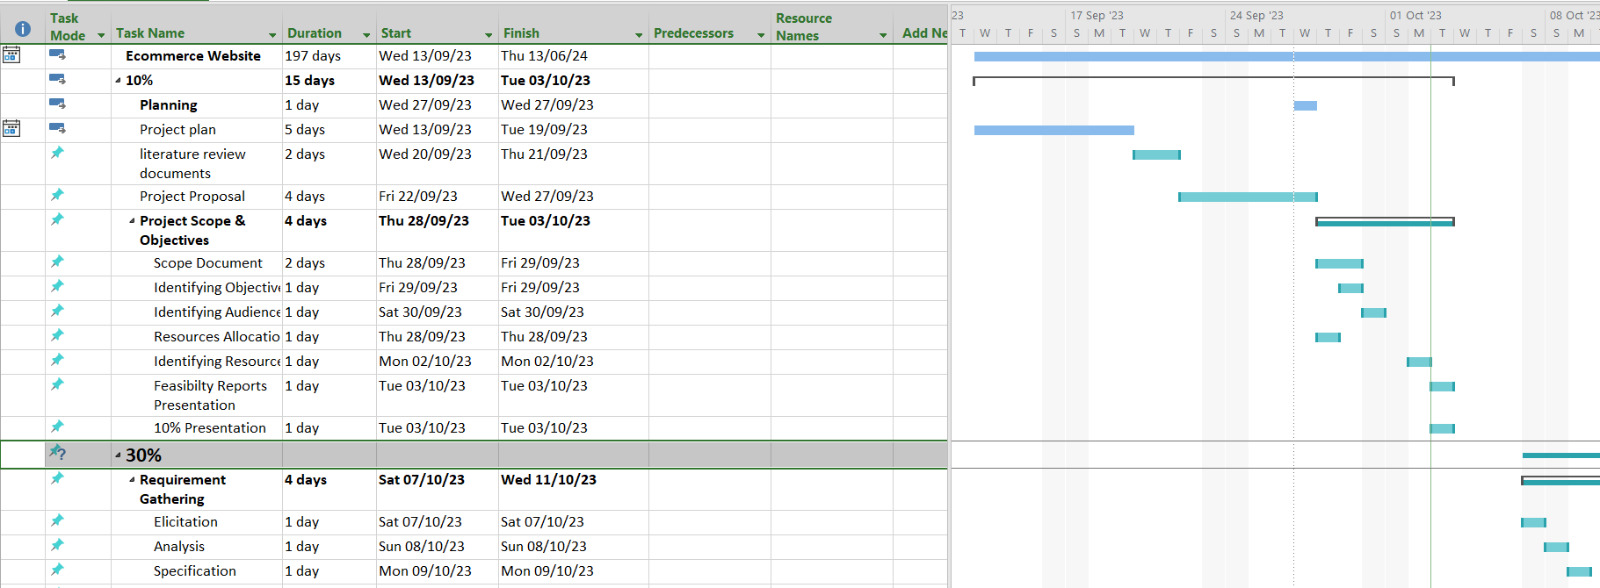 Task Mode Task Name Duration Start Finish Predecessors Resource Names Add Ne
23 17 Sep '23 24 Sep '23 01 Oct '23 08 Oct '23
T W T F S S M T W T F S S M T W T F S S M T W T F S S M
Ecommerce Website 197 days Wed 13/09/23 Thu 13/06/24
10% 15 days Wed 13/09/23 Tue 03/10/23
Planning 1 day Wed 27/09/23 Wed 27/09/23
Project plan 5 days Wed 13/09/23 Tue 19/09/23
literature review documents 2 days Wed 20/09/23 Thu 21/09/23
Project Proposal 4 days Fri 22/09/23 Wed 27/09/23
Project Scope & Objectives 4 days Thu 28/09/23 Tue 03/10/23
Scope Document 2 days Thu 28/09/23 Fri 29/09/23
Identifying Objective 1 day Fri 29/09/23 Fri 29/09/23
Identifying Audience 1 day Sat 30/09/23 Sat 30/09/23
Resources Allocatio 1 day Thu 28/09/23 Thu 28/09/23
Identifying Resource 1 day Mon 02/10/23 Mon 02/10/23
Feasibilty Reports Presentation 1 day Tue 03/10/23 Tue 03/10/23
10% Presentation 1 day Tue 03/10/23 Tue 03/10/23
? 30%
Requirement Gathering 4 days Sat 07/10/23 Wed 11/10/23
Elicitation 1 day Sat 07/10/23 Sat 07/10/23
Analysis 1 day Sun 08/10/23 Sun 08/10/23
Specification 1 day Mon 09/10/23 Mon 09/10/23